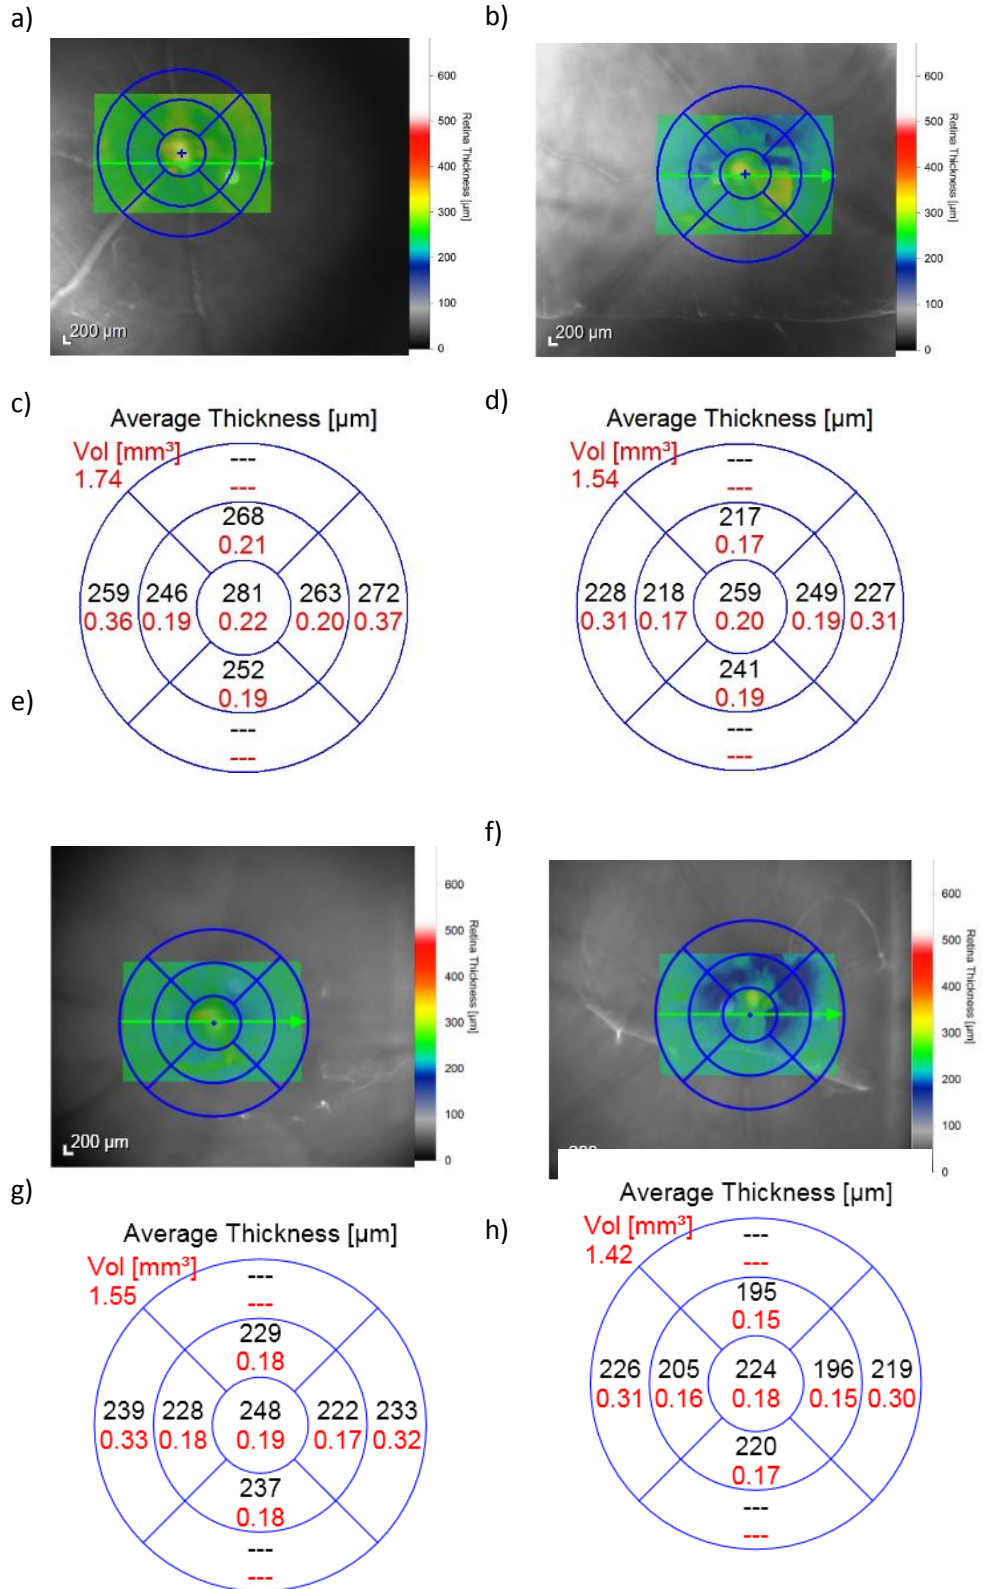 a)
600
500
400
300
200
100
0
Retina Thickness [µm]
200 µm
b)
600
500
400
300
200
100
0
Retina Thickness [µm]
200 µm
c)
Average Thickness [µm]
Vol [mm³]
1.74
---
---
268
0.21
259 246 281 263 272
0.36 0.19 0.22 0.20 0.37
252
0.19
---
---
d)
Average Thickness [µm]
Vol [mm³]
1.54
---
---
217
0.17
228 218 259 249 227
0.31 0.17 0.20 0.19 0.31
241
0.19
---
---
e)
600
500
400
300
200
100
0
Retina Thickness [µm]
200 µm
f)
600
500
400
300
200
100
0
Retina Thickness [µm]
g)
Average Thickness [µm]
Vol [mm³]
1.55
---
---
229
0.18
239 228 248 222 233
0.33 0.18 0.19 0.17 0.32
237
0.18
---
---
h)
Average Thickness [µm]
Vol [mm³]
1.42
---
---
195
0.15
226 205 224 196 219
0.31 0.16 0.18 0.15 0.30
220
0.17
---
---